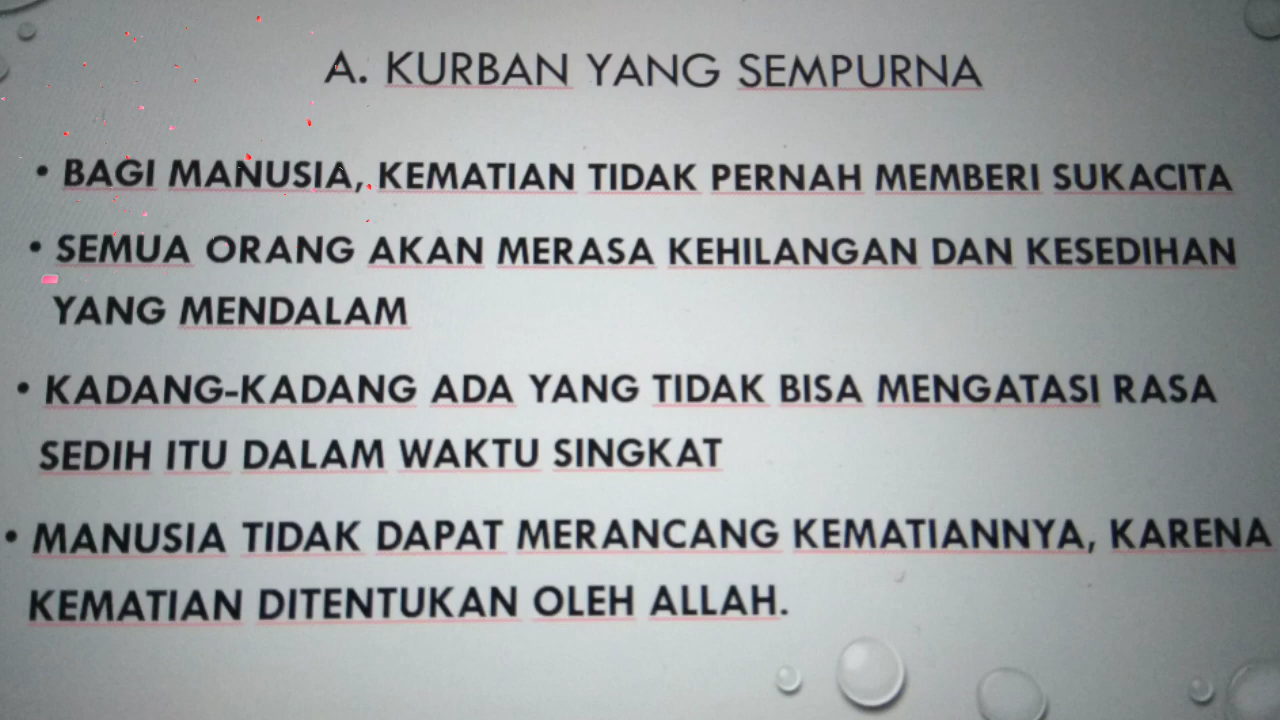 A. KURBAN YANG SEMPURNA
• BAGI MANUSIA, KEMATIAN TIDAK PERNAH MEMBERI SUKACITA
• SEMUA ORANG AKAN MERASA KEHILANGAN DAN KESEDIHAN
YANG MENDALAM
• KADANG-KADANG ADA YANG TIDAK BISA MENGATASI RASA
SEDIH ITU DALAM WAKTU SINGKAT
• MANUSIA TIDAK DAPAT MERANCANG KEMATIANNYA, KARENA
KEMATIAN DITENTUKAN OLEH ALLAH.